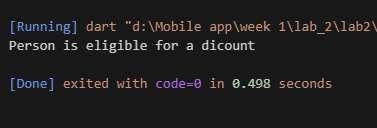 [Running] dart "d:\Mobile app\week 1\lab_2\lab2\
Person is eligible for a dicount
[Done] exited with code=0 in 0.498 seconds